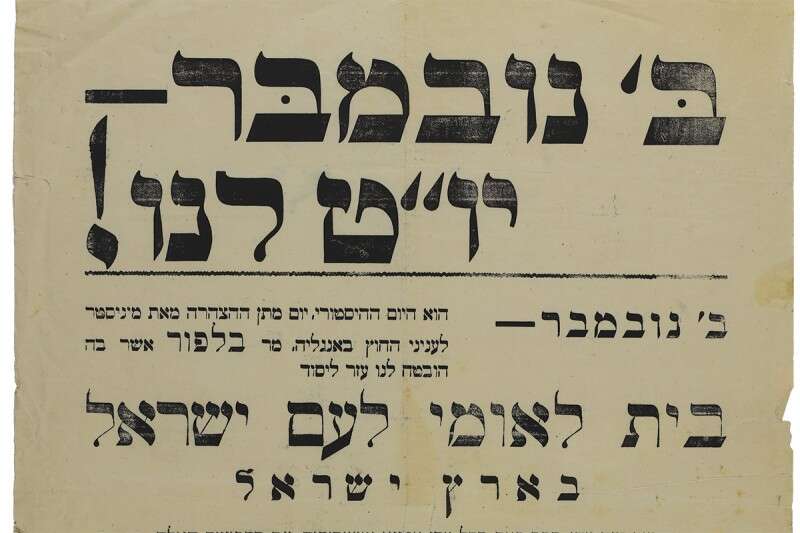 בּ' נובמבּר—
יו"ט לנו!
ב' נובמבר—
הוא היום ההיסטורי, יום מתן ההצהרה מאת מיניסטר
לעניני החוץ באנגליה, מר בלפור אשר בה
הובטח לנו עזר ליסוד
בית לאומי לעם ישראל
בארץ ישראל